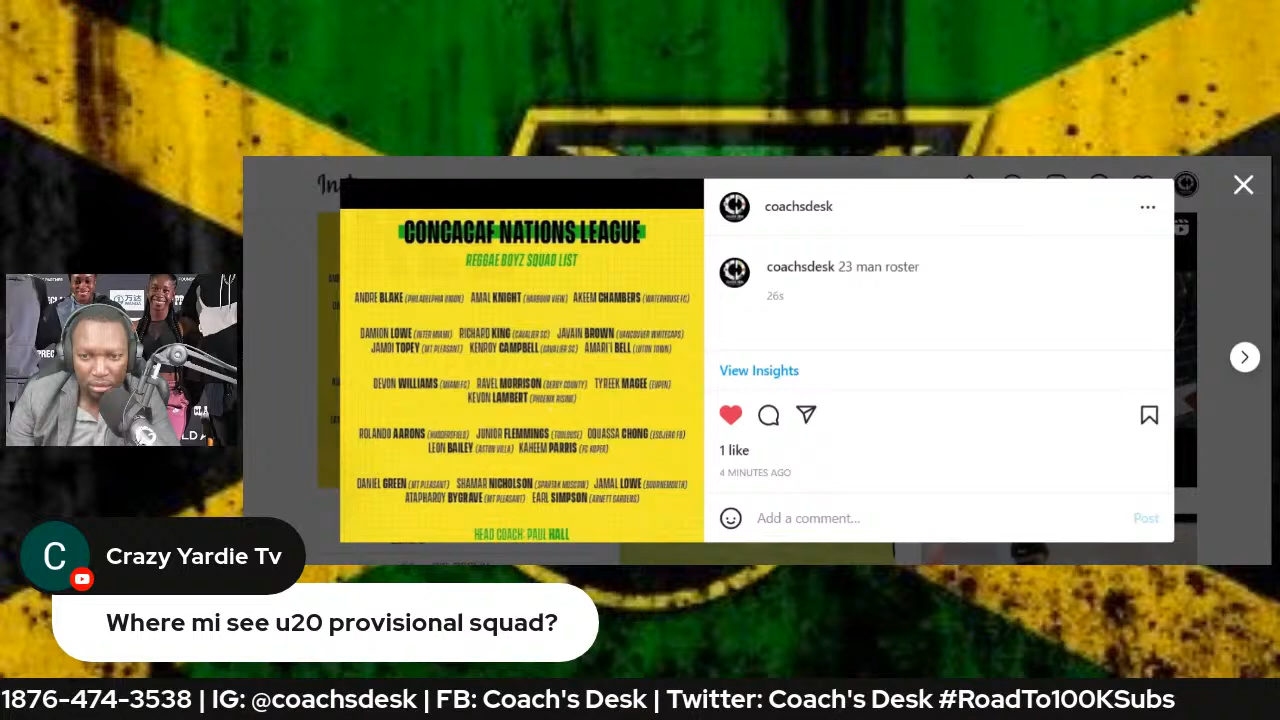 CONCACAF NATIONS LEAGUE
REGGAE BOYZ SQUAD LIST
ANDRE BLAKE (PHILADELPHIA UNION) AMAL KNIGHT (HARBOUR VIEW) AKEEM CHAMBERS (WATERHOUSE FC)
DAMION LOWE (INTER MIAMI) RICHARD KING (CAVALIER SC) JAVAIN BROWN (VANCOUVER WHITECAPS)
JAMOI TOPEY (MT PLEASANT) KENROY CAMPBELL (CAVALIER SC) AMARI'I BELL (LUTON TOWN)
DEVON WILLIAMS (MIAMI FC) RAVEL MORRISON (DERBY COUNTY) TYREEK MAGEE (EUPEN)
KEVON LAMBERT (PHOENIX RISING)
ROLANDO AARONS (HUDDERSFIELD) JUNIOR FLEMMINGS (TOULOUSE) COUASSA CHONG
LEON BAILEY (ASTON VILLA) KAHEEM PARRIS (FC KOPER)
DANIEL GREEN (MT PLEASANT) SHAMAR NICHOLSON (SPARTAK MOSCOW) JAMAL LOWE (BOURNEMOUTH)
ATAPHAROY BYGRAVE (MT PLEASANT) EARL SIMPSON (ARNETT GARDENS)
HEAD COACH: PAUL HALL
coachsdesk
coachsdesk 23 man roster
26s
View Insights
1 like
4 MINUTES AGO
Add a comment...
Post
C
Crazy Yardie Tv
Where mi see u20 provisional squad?
1876-474-3538 | IG: @coachsdesk | FB: Coach's Desk | Twitter: Coach's Desk #RoadTo100KSubs